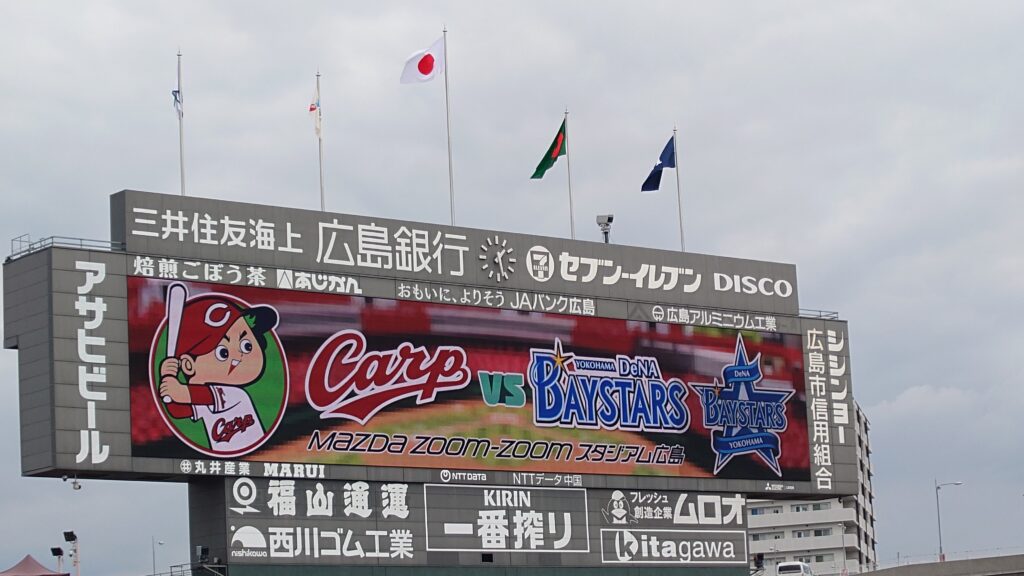 三井住友海上 広島銀行 7 ELEVEN セブン-イレブン DISCO
焙煎ごぼう茶 あじかん おもいに、よりそう JAバンク広島 広島アルミニウム工業
アサヒビール
C
Carp
Carp VS YOKOHAMA DeNA BAYSTARS
DeNA BAYSTARS YOKOHAMA
MAZDA ZOOM-ZOOM スタジアム広島
シシンヨー
広島市信用組合
丸井産業 MARUI NTT DATA NTTデータ中国
福山通運 KIRIN 一番搾り フレッシュ創造企業 ムロオ
nishikawa 西川ゴム工業 Kitagawa